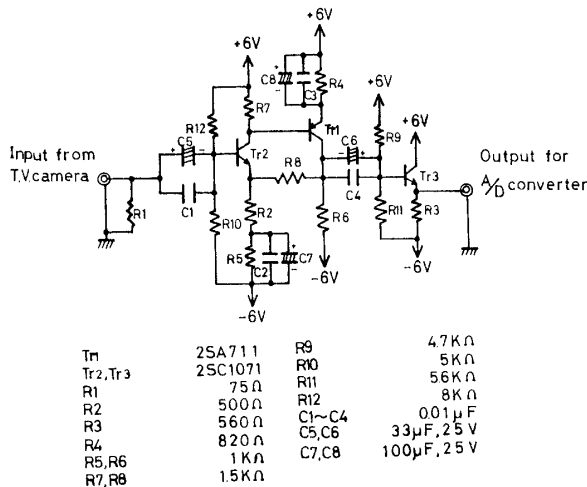 +6V
+6V
+6V
+6V
C8
+
−
C3
R4
R7
R12
C5
+
−
Tr1
C6
+
−
R9
Input from
T.V. camera
Tr2
R8
C4
Tr3
Output for
A/D converter
R1
C1
R10
R2
R6
R11
R3
R5
C2
+
C7
−
-6V
-6V
-6V
Tr1 2SA711
Tr2,Tr3 2SC1071
R1 75Ω
R2 500Ω
R3 560Ω
R4 820Ω
R5,R6 1KΩ
R7,R8 1.5KΩ
R9 4.7KΩ
R10 5KΩ
R11 5.6KΩ
R12 8KΩ
C1~C4 0.01μF
C5,C6 33μF, 25V
C7,C8 100μF, 25V